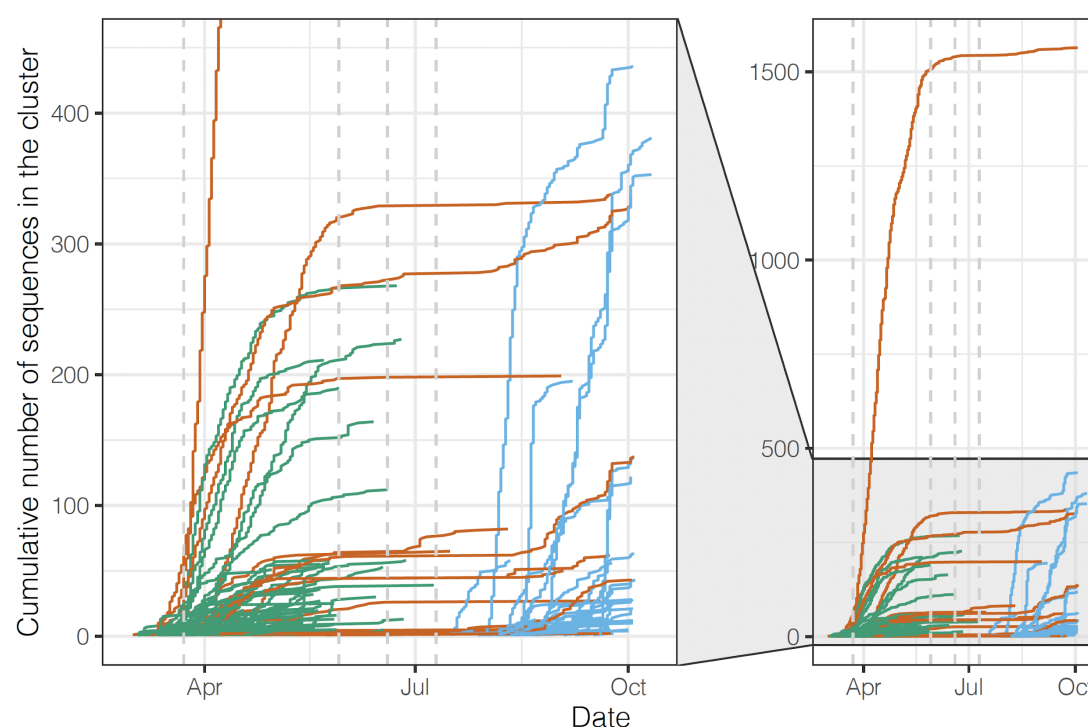 Cumulative number of sequences in the cluster
400
300
200
100
0
Apr
Jul
Oct
Date
1500
1000
500
0
Apr
Jul